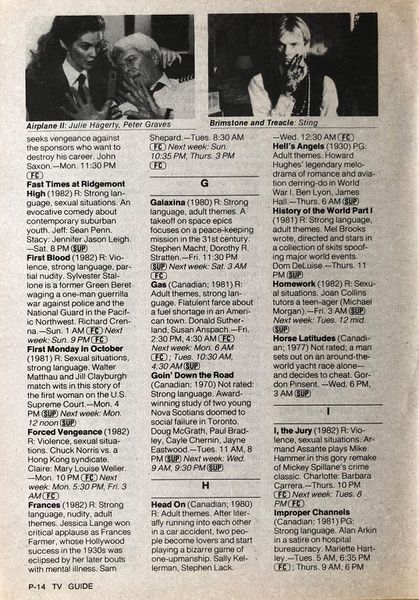 Airplane II: Julie Hagerty, Peter Graves
Brimstone and Treacle: Sting
seeks vengeance against
the sponsors who want to
destroy his career. John
Saxon.—Mon. 11:30 PM
FC
Fast Times at Ridgemont
High (1982) R: Strong lan-
guage, sexual situations. An
evocative comedy about
contemporary suburban
youth. Jeff: Sean Penn.
Stacy: Jennifer Jason Leigh.
—Sat. 8 PM SUP
First Blood (1982) R: Vio-
lence, strong language, par-
tial nudity. Sylvester Stal-
lone is a former Green Beret
waging a one-man guerrilla
war against police and the
National Guard in the Pacif-
ic Northwest. Richard Cren-
na.—Sun. 1 AM FC Next
week: Sun. 9 PM FC
First Monday in October
(1981) R: Sexual situations,
strong language. Walter
Matthau and Jill Clayburgh
match wits in this story of
the first woman on the U.S.
Supreme Court.—Mon. 4
PM SUP Next week: Mon.
12 noon SUP
Forced Vengeance (1982)
R: Violence, sexual situa-
tions. Chuck Norris vs. a
Hong Kong syndicate.
Claire: Mary Louise Weller.
—Mon. 10 PM FC Next
week: Mon. 5:30 PM, Fri. 3
AM FC
Frances (1982) R: Strong
language, nudity, adult
themes. Jessica Lange won
critical applause as Frances
Farmer, whose Hollywood
success in the 1930s was
eclipsed by her later bouts
with mental illness. Sam
Shepard.—Tues. 8:30 AM
FC Next week: Sun.
10:35 PM, Thurs. 3 PM
FC
G
Galaxina (1980) R: Strong
language, adult themes. A
takeoff on space epics
focuses on a peace-keeping
mission in the 31st century.
Stephen Macht, Dorothy R.
Stratten.—Fri. 11:30 PM
SUP Next week: Sat. 3 AM
FC
Gas (Canadian; 1981) R:
Adult themes, strong lan-
guage. Flatulent farce about
a fuel shortage in an Ameri-
can town. Donald Suther-
land, Susan Anspach.—Fri.
2:30 PM, 4:30 AM FC
Next week: Mon. 6 AM
FC; Tues. 10:30 AM,
4:30 AM SUP
Goin' Down the Road
(Canadian; 1970) Not rated:
Strong language. Award-
winning study of two young
Nova Scotians doomed to
social failure in Toronto.
Doug McGrath, Paul Brad-
ley, Cayle Chernin, Jayne
Eastwood.—Tues. 11 AM, 8
PM SUP Next week: Wed.
9 AM, 9:30 PM SUP
H
Head On (Canadian; 1980)
R: Adult themes. After liter-
ally running into each other
in a car accident, two peo-
ple become lovers and start
playing a bizarre game of
one-upmanship. Sally Kel-
lerman, Stephen Lack.
—Wed. 12:30 AM FC
Hell's Angels (1930) PG:
Adult themes. Howard
Hughes' legendary melo-
drama of romance and avia-
tion derring-do in World
War I. Ben Lyon, James
Hall.—Thurs. 6 AM SUP
History of the World Part I
(1981) R: Strong language,
adult themes. Mel Brooks
wrote, directed and stars in
a collection of skits spoof-
ing major world events.
Dom DeLuise.—Thurs. 11
PM SUP
Homework (1982) R: Sexu-
al situations. Joan Collins
tutors a teen-ager (Michael
Morgan).—Fri. 3 AM SUP
Next week: Tues. 12 mid.
SUP
Horse Latitudes (Canadi-
an; 1977) Not rated; a man
sets out on an around-the-
world yacht race alone—
and decides to cheat. Gor-
don Pinsent. —Wed. 6 PM,
3 AM SUP
I
I, the Jury (1982) R: Vio-
lence, sexual situations. Ar-
mand Assante plays Mike
Hammer in this gory remake
of Mickey Spillane's crime
classic. Charlotte: Barbara
Carrera.—Thurs. 10 PM
FC Next week: Tues. 8
PM FC
Improper Channels
(Canadian; 1981) PG:
Strong language. Alan Arkin
in a satire on hospital
bureaucracy. Mariette Hart-
ley.—Tues. 5 AM, 6:35 AM
FC; Thurs. 9 AM, 6 PM
P-14 TV GUIDE